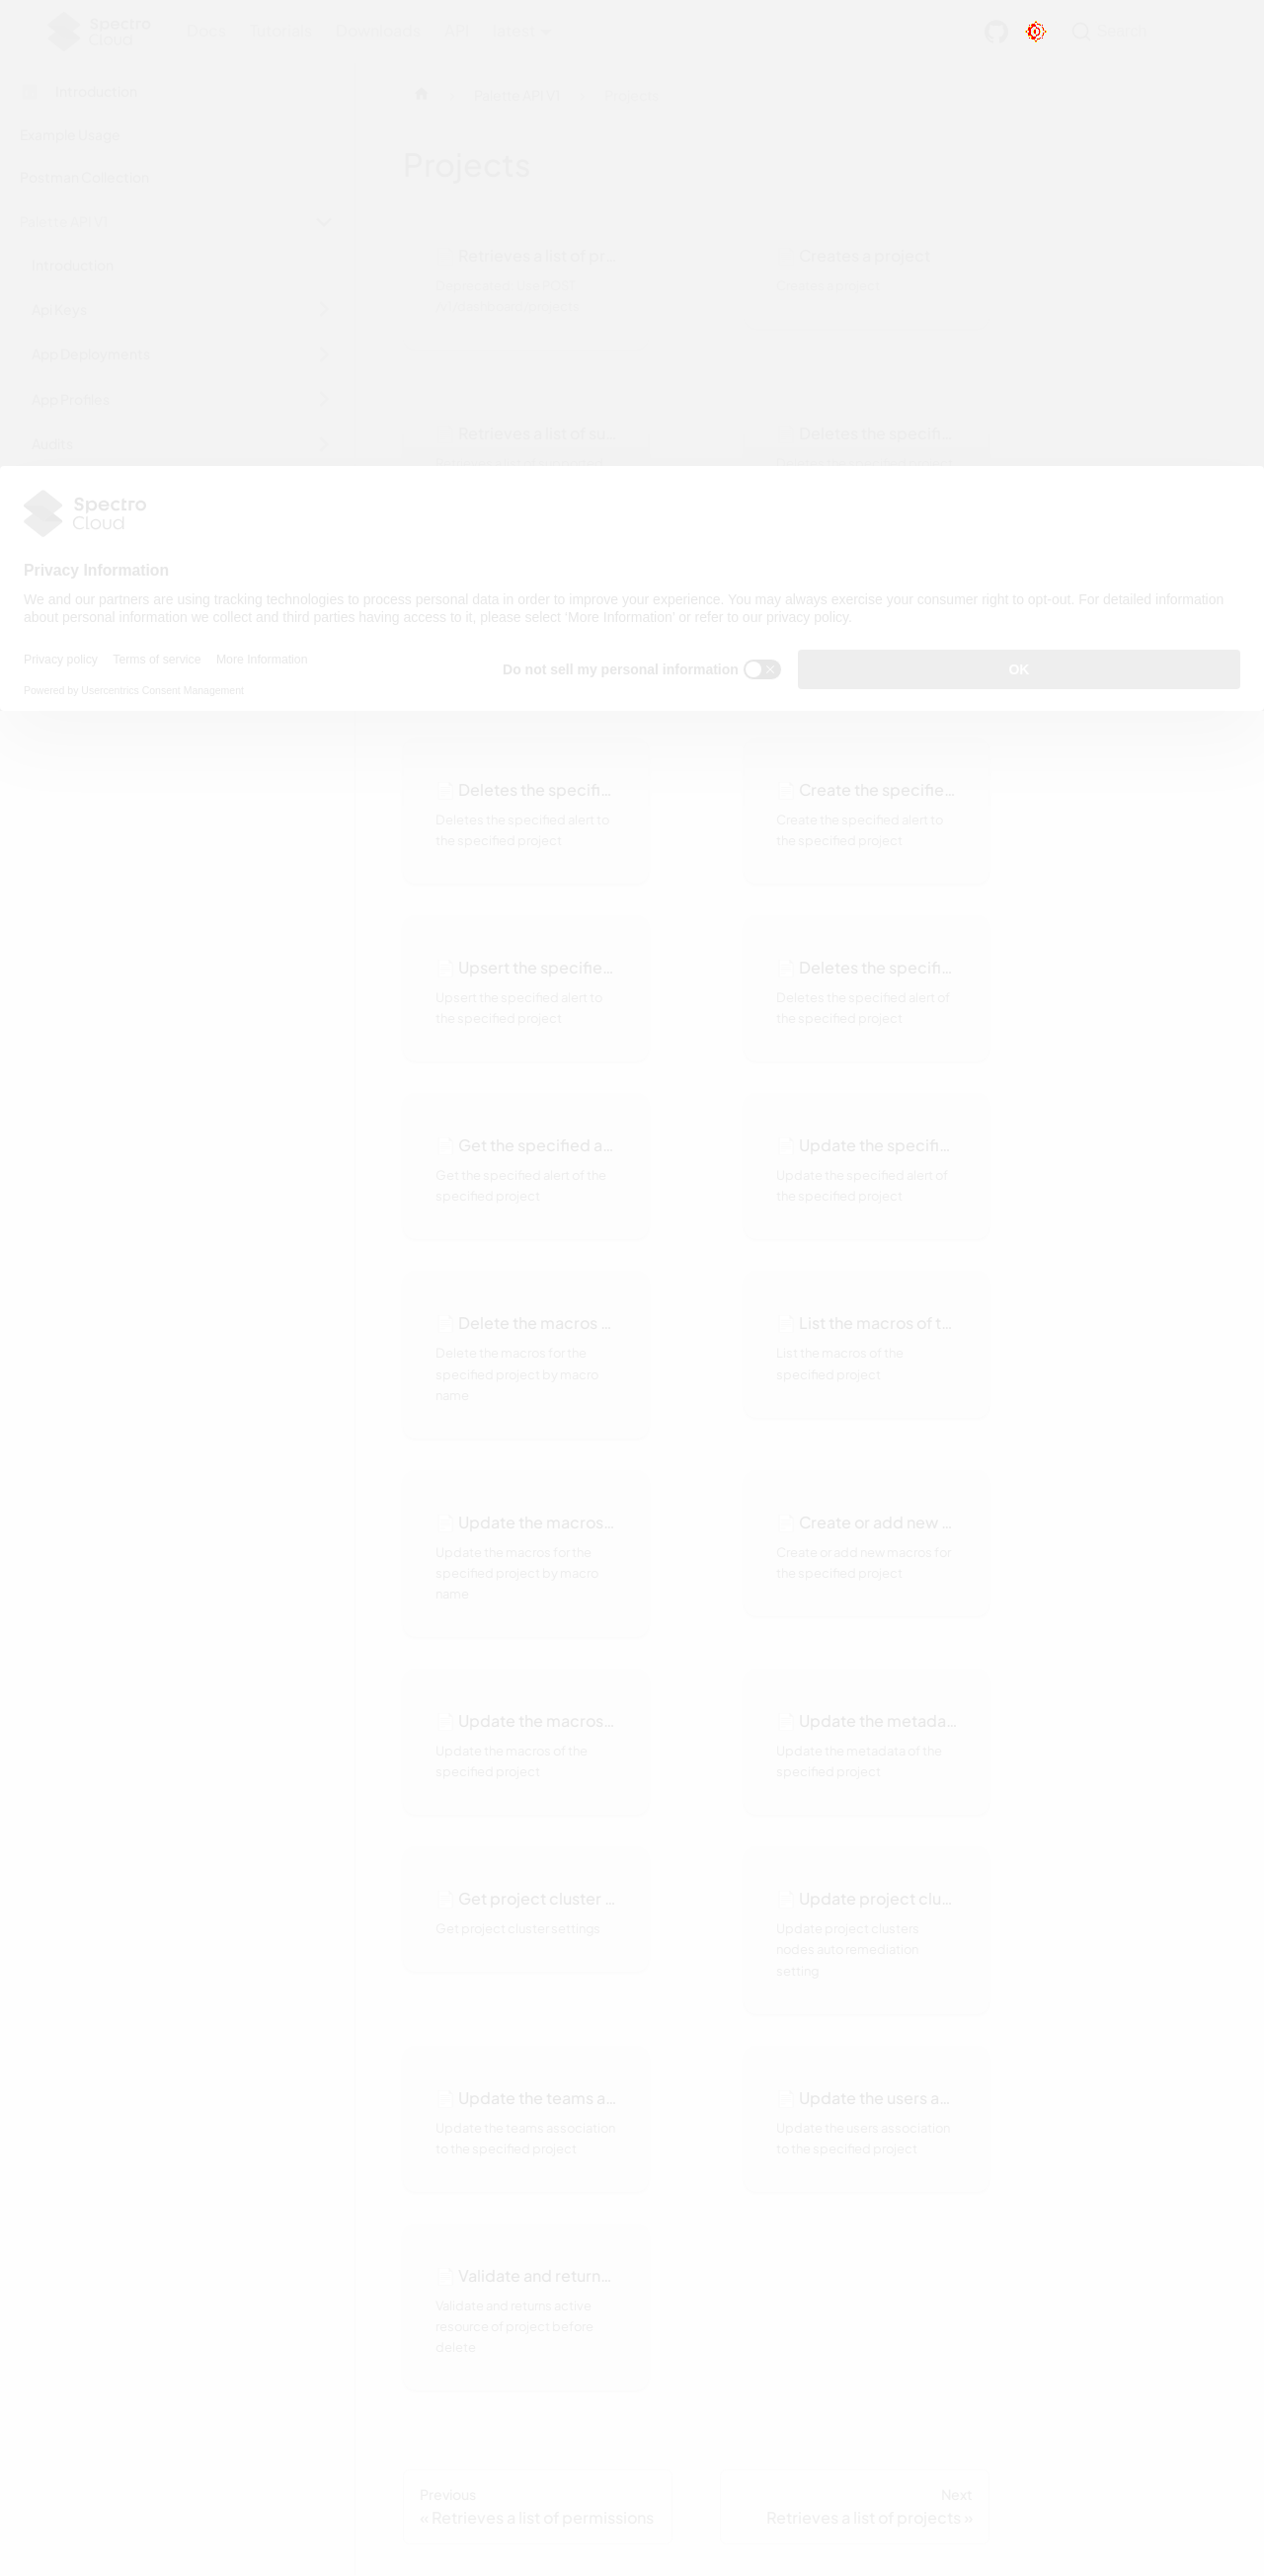 Spectro
Cloud
Docs
Tutorials
Downloads
API
latest
Search
Introduction
Example Usage
Postman Collection
Palette API V1
Introduction
Api Keys
App Deployments
App Profiles
Audits
Palette API V1
Projects
Projects
Retrieves a list of pr...
Deprecated. Use POST
/v1/dashboard/projects
Creates a project
Creates a project
Retrieves a list of su...
Deletes the specifi...
Spectro
Cloud
Privacy Information
We and our partners are using tracking technologies to process personal data in order to improve your experience. You may always exercise your consumer right to opt-out. For detailed information
about personal information we collect and third parties having access to it, please select ‘More Information’ or refer to our privacy policy.
Privacy policy
Terms of service
More Information
Do not sell my personal information
OK
Powered by Usercentrics Consent Management
Deletes the specifi...
Deletes the specified alert to
the specified project
Create the specifie...
Create the specified alert to
the specified project
Upsert the specifie...
Upsert the specified alert to
the specified project
Deletes the specifi...
Deletes the specified alert of
the specified project
Get the specified a...
Get the specified alert of the
specified project
Update the specifi...
Update the specified alert of
the specified project
Delete the macros ...
Delete the macros for the
specified project by macro
name
List the macros of t...
List the macros of the
specified project
Update the macros...
Update the macros for the
specified project by macro
name
Create or add new ...
Create or add new macros for
the specified project
Update the macros...
Update the macros of the
specified project
Update the metada...
Update the metadata of the
specified project
Get project cluster ...
Get project cluster settings
Update project clu...
Update project clusters
nodes auto remediation
setting
Update the teams a...
Update the teams association
to the specified project
Update the users a...
Update the users association
to the specified project
Validate and return...
Validate and returns active
resource of project before
delete
Previous
« Retrieves a list of permissions
Next
Retrieves a list of projects »